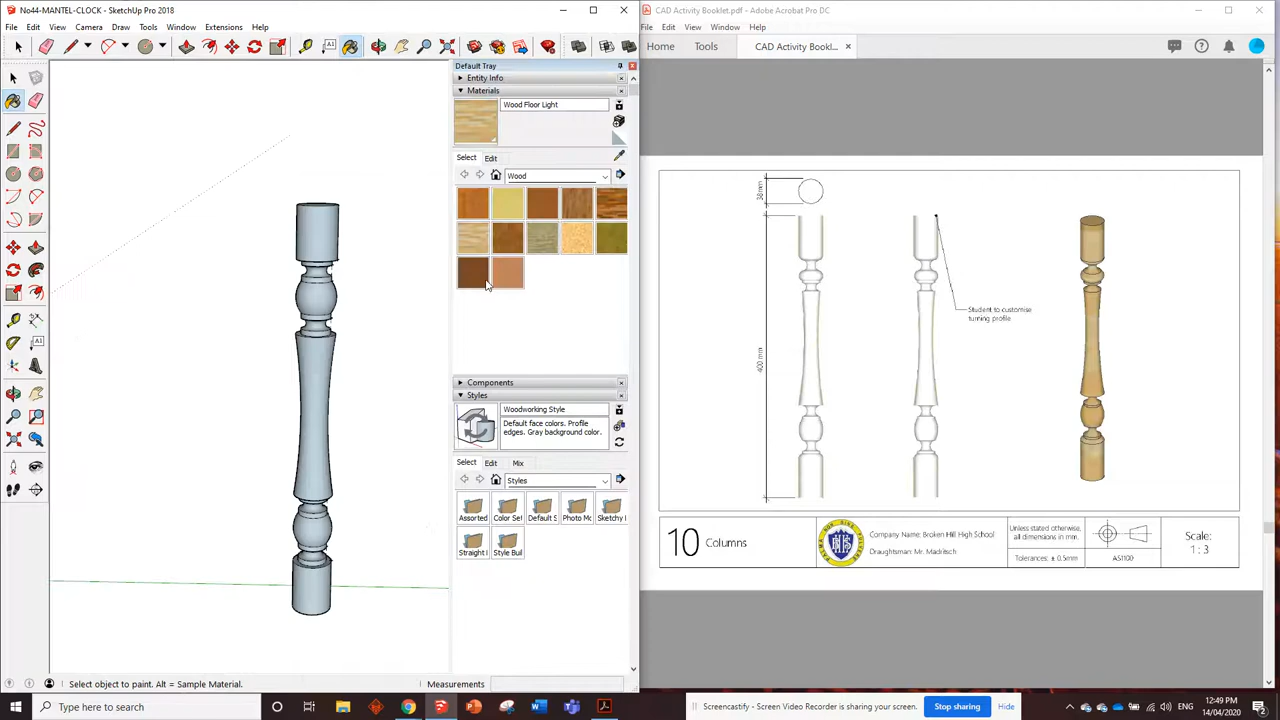 No44-MANTEL-CLOCK - SketchUp Pro 2018
File Edit View Camera Draw Tools Window Extensions Help
Default Tray
Entity Info
Materials
Wood Floor Light
Select Edit
Wood
Components
Styles
Woodworking Style
Default face colors. Profile
edges. Gray background color.
Select Edit Mix
Styles
Assorted Color Se Default S Photo Mo Sketchy
Straight Style Buil
Select object to paint. Alt = Sample Material.
Measurements
CAD Activity Booklet.pdf - Adobe Acrobat Pro DC
File Edit View Window Help
Home Tools CAD Activity Bookl...
38mm
400 mm
Student to customise
turning profile
10 Columns
Company Name: Broken Hill High School
Draughtsman: Mr. Madritsch
Unless stated otherwise,
all dimensions in mm.
Tolerances: ± 0.5mm
AS1100
Scale:
1 : 3
Type here to search
Screencastify - Screen Video Recorder is sharing your screen.
Stop sharing
Hide
ENG
12:49 PM
14/04/2020